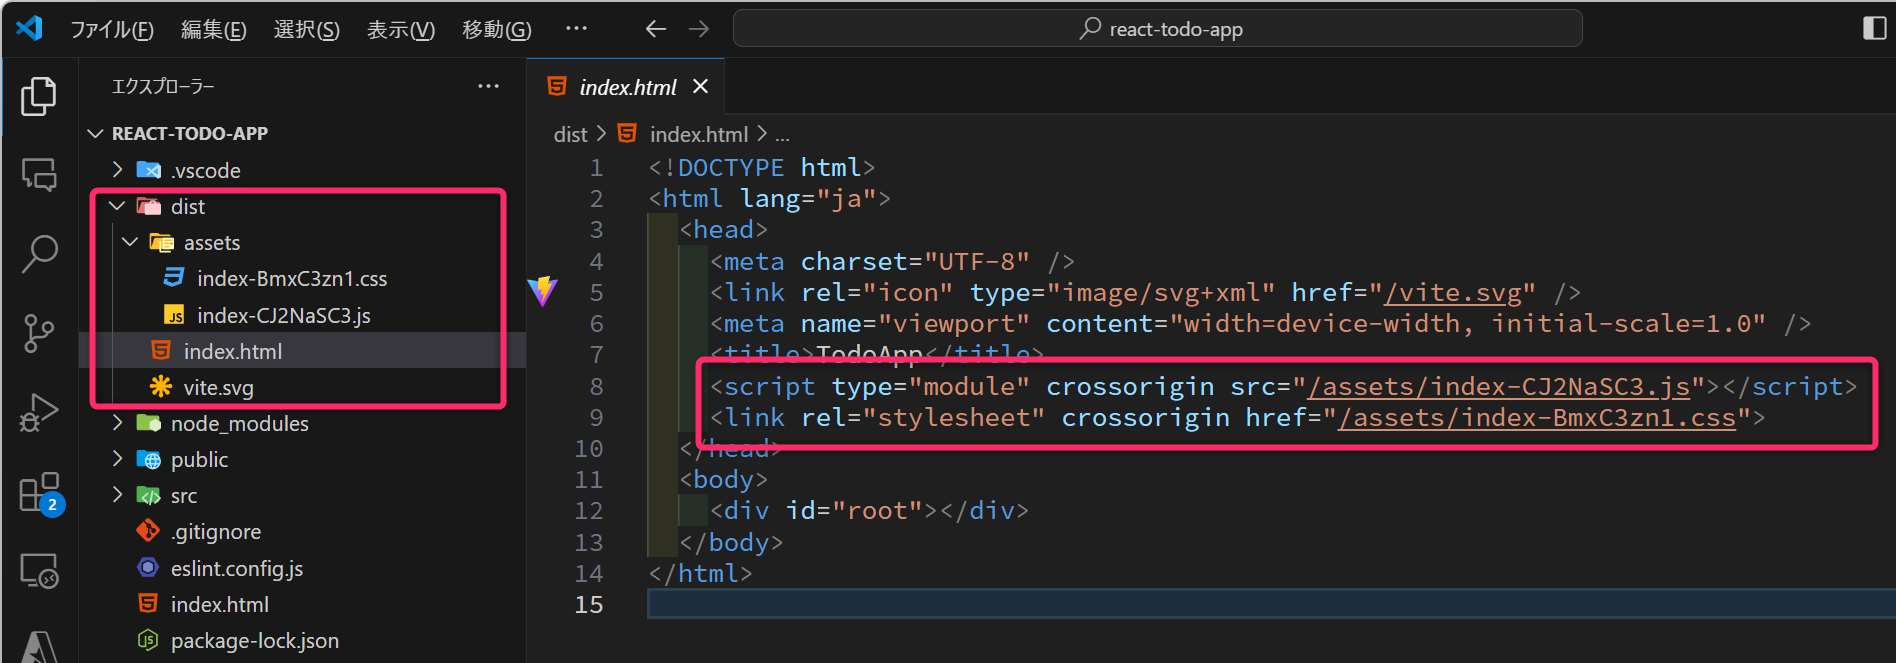 ファイル(F) 編集(E) 選択(S) 表示(V) 移動(G) ··· ← → react-todo-app
エクスプローラー ···
REACT-TODO-APP
.vscode
dist
assets
index-BmxC3zn1.css
JS index-CJ2NaSC3.js
index.html
vite.svg
node_modules
public
src
.gitignore
eslint.config.js
index.html
JS package-lock.json
2
index.html ×
dist > index.html > ...
1 <!DOCTYPE html>
2 <html lang="ja">
3 <head>
4 <meta charset="UTF-8" />
5 <link rel="icon" type="image/svg+xml" href="/vite.svg" />
6 <meta name="viewport" content="width=device-width, initial-scale=1.0" />
7 <title>TodoApp</title>
8 <script type="module" crossorigin src="/assets/index-CJ2NaSC3.js"></script>
9 <link rel="stylesheet" crossorigin href="/assets/index-BmxC3zn1.css">
10 </head>
11 <body>
12 <div id="root"></div>
13 </body>
14 </html>
15